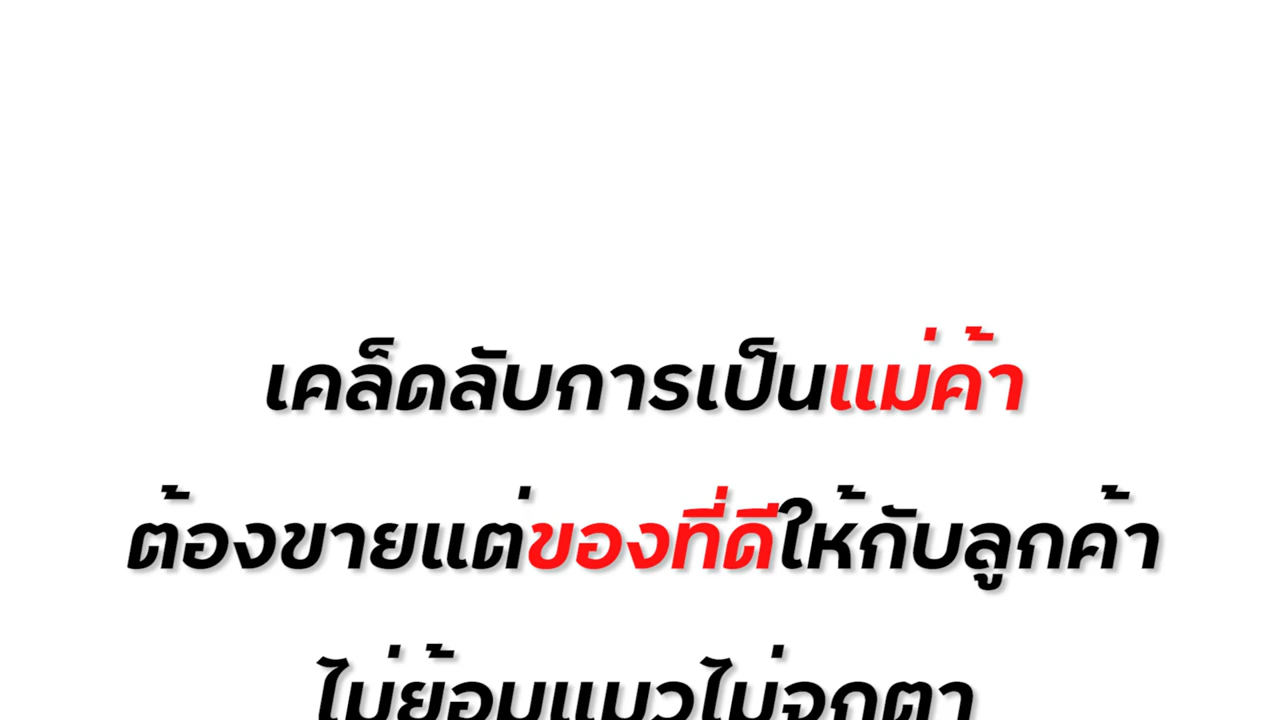 เคล็ดลับการเป็นแม่ค้า
ต้องขายแต่ของที่ดีให้กับลูกค้า
ไม่ย้อมแมวไม่จกตา